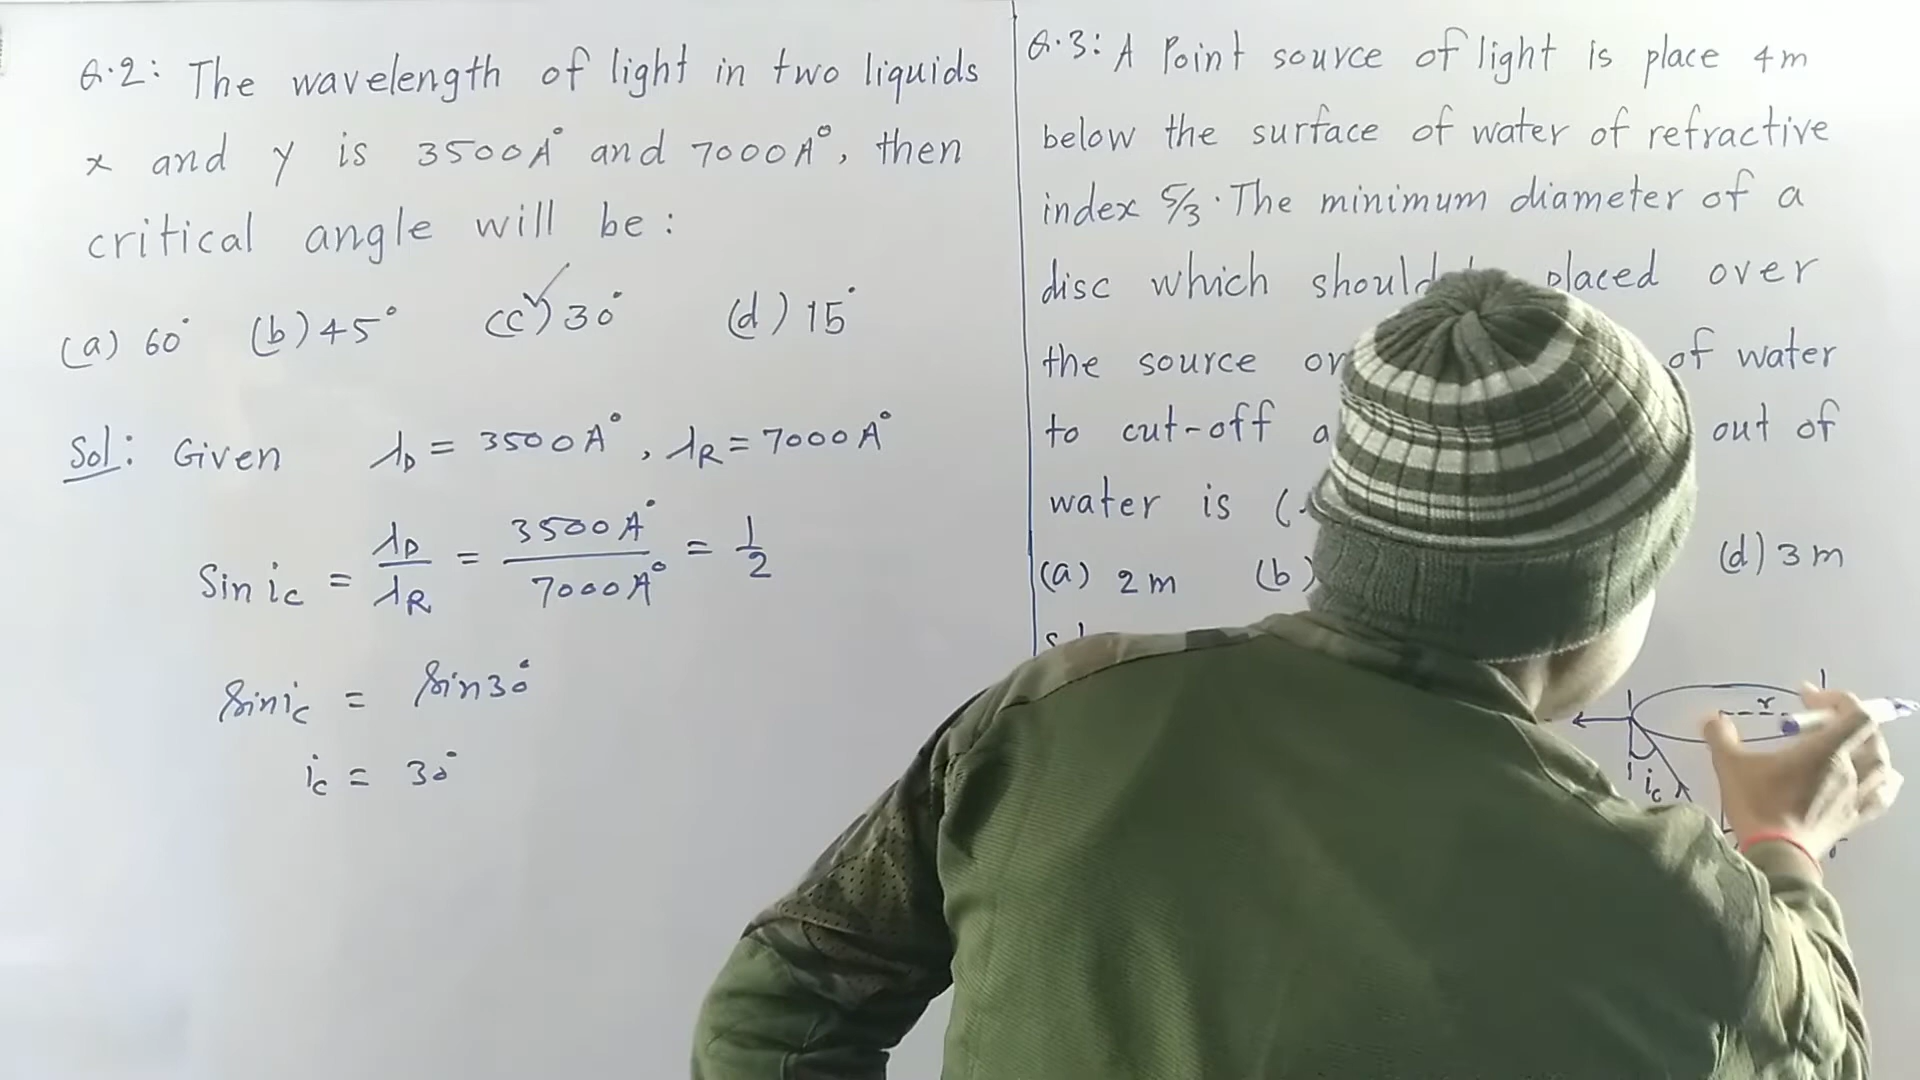 Q.2: The wavelength of light in two liquids
x and y is 3500A° and 7000A°, then
critical angle will be:
(a) 60° (b) 45° (c) 30° (d) 15°
Sol: Given λD = 3500A°, λR = 7000A°
Sin ic = λD/λR = 3500A°/7000A° = 1/2
Sin ic = Sin30°
ic = 30°
Q.3: A Point source of light is place 4m
below the surface of water of refractive
index 5/3. The minimum diameter of a
disc which should placed over
the source of water
to cut-off out of
water is (
(a) 2m (b) (d) 3m
r
ic